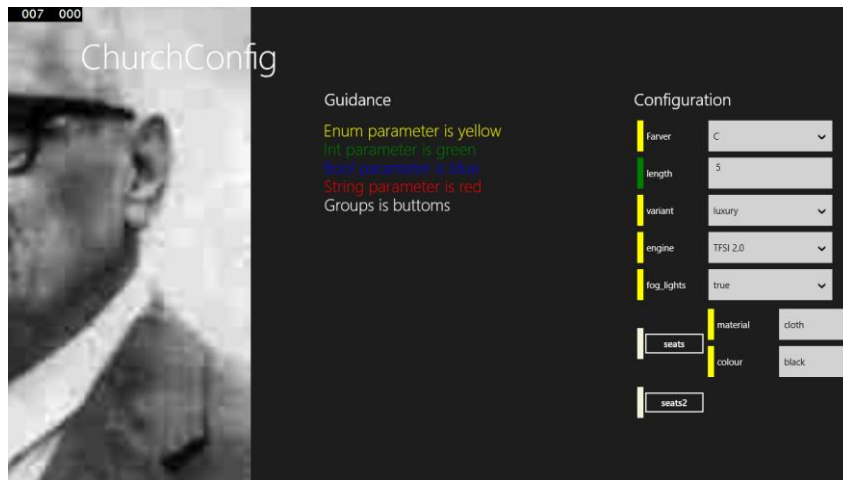 007 000
ChurchConfig
Guidance
Enum parameter is yellow
Int parameter is green
Bool parameter is blue
String parameter is red
Groups is buttoms
Configuration
Farver C
length 5
variant luxury
engine TFSI 2.0
fog_lights true
seats
material cloth
colour black
seats2